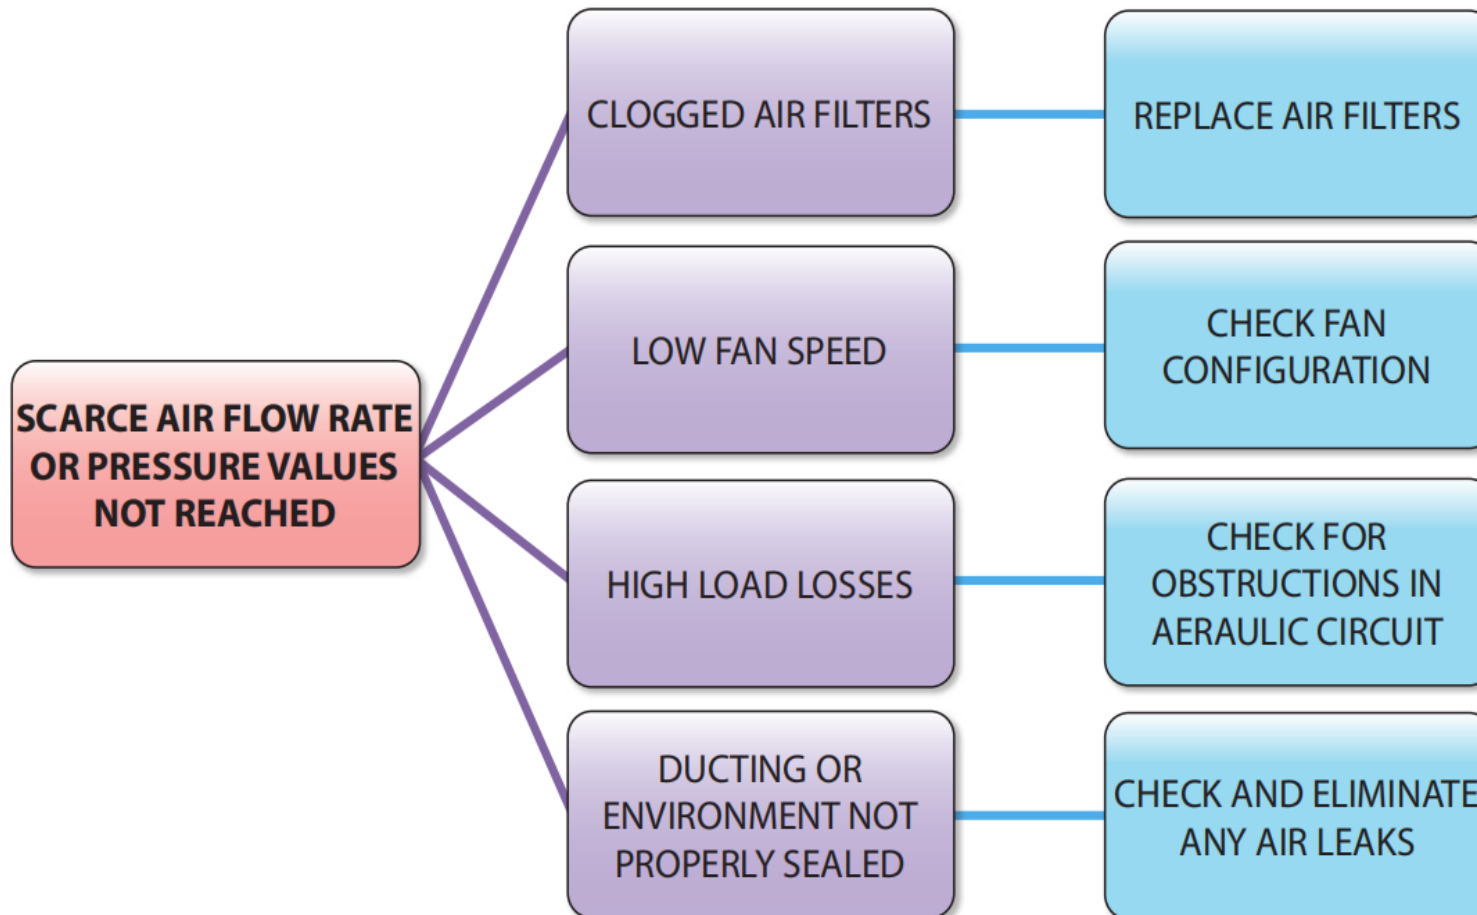 CLOGGED AIR FILTERS
REPLACE AIR FILTERS
LOW FAN SPEED
CHECK FAN
CONFIGURATION
SCARCE AIR FLOW RATE
OR PRESSURE VALUES
NOT REACHED
HIGH LOAD LOSSES
CHECK FOR
OBSTRUCTIONS IN
AERAULIC CIRCUIT
DUCTING OR
ENVIRONMENT NOT
PROPERLY SEALED
CHECK AND ELIMINATE
ANY AIR LEAKS